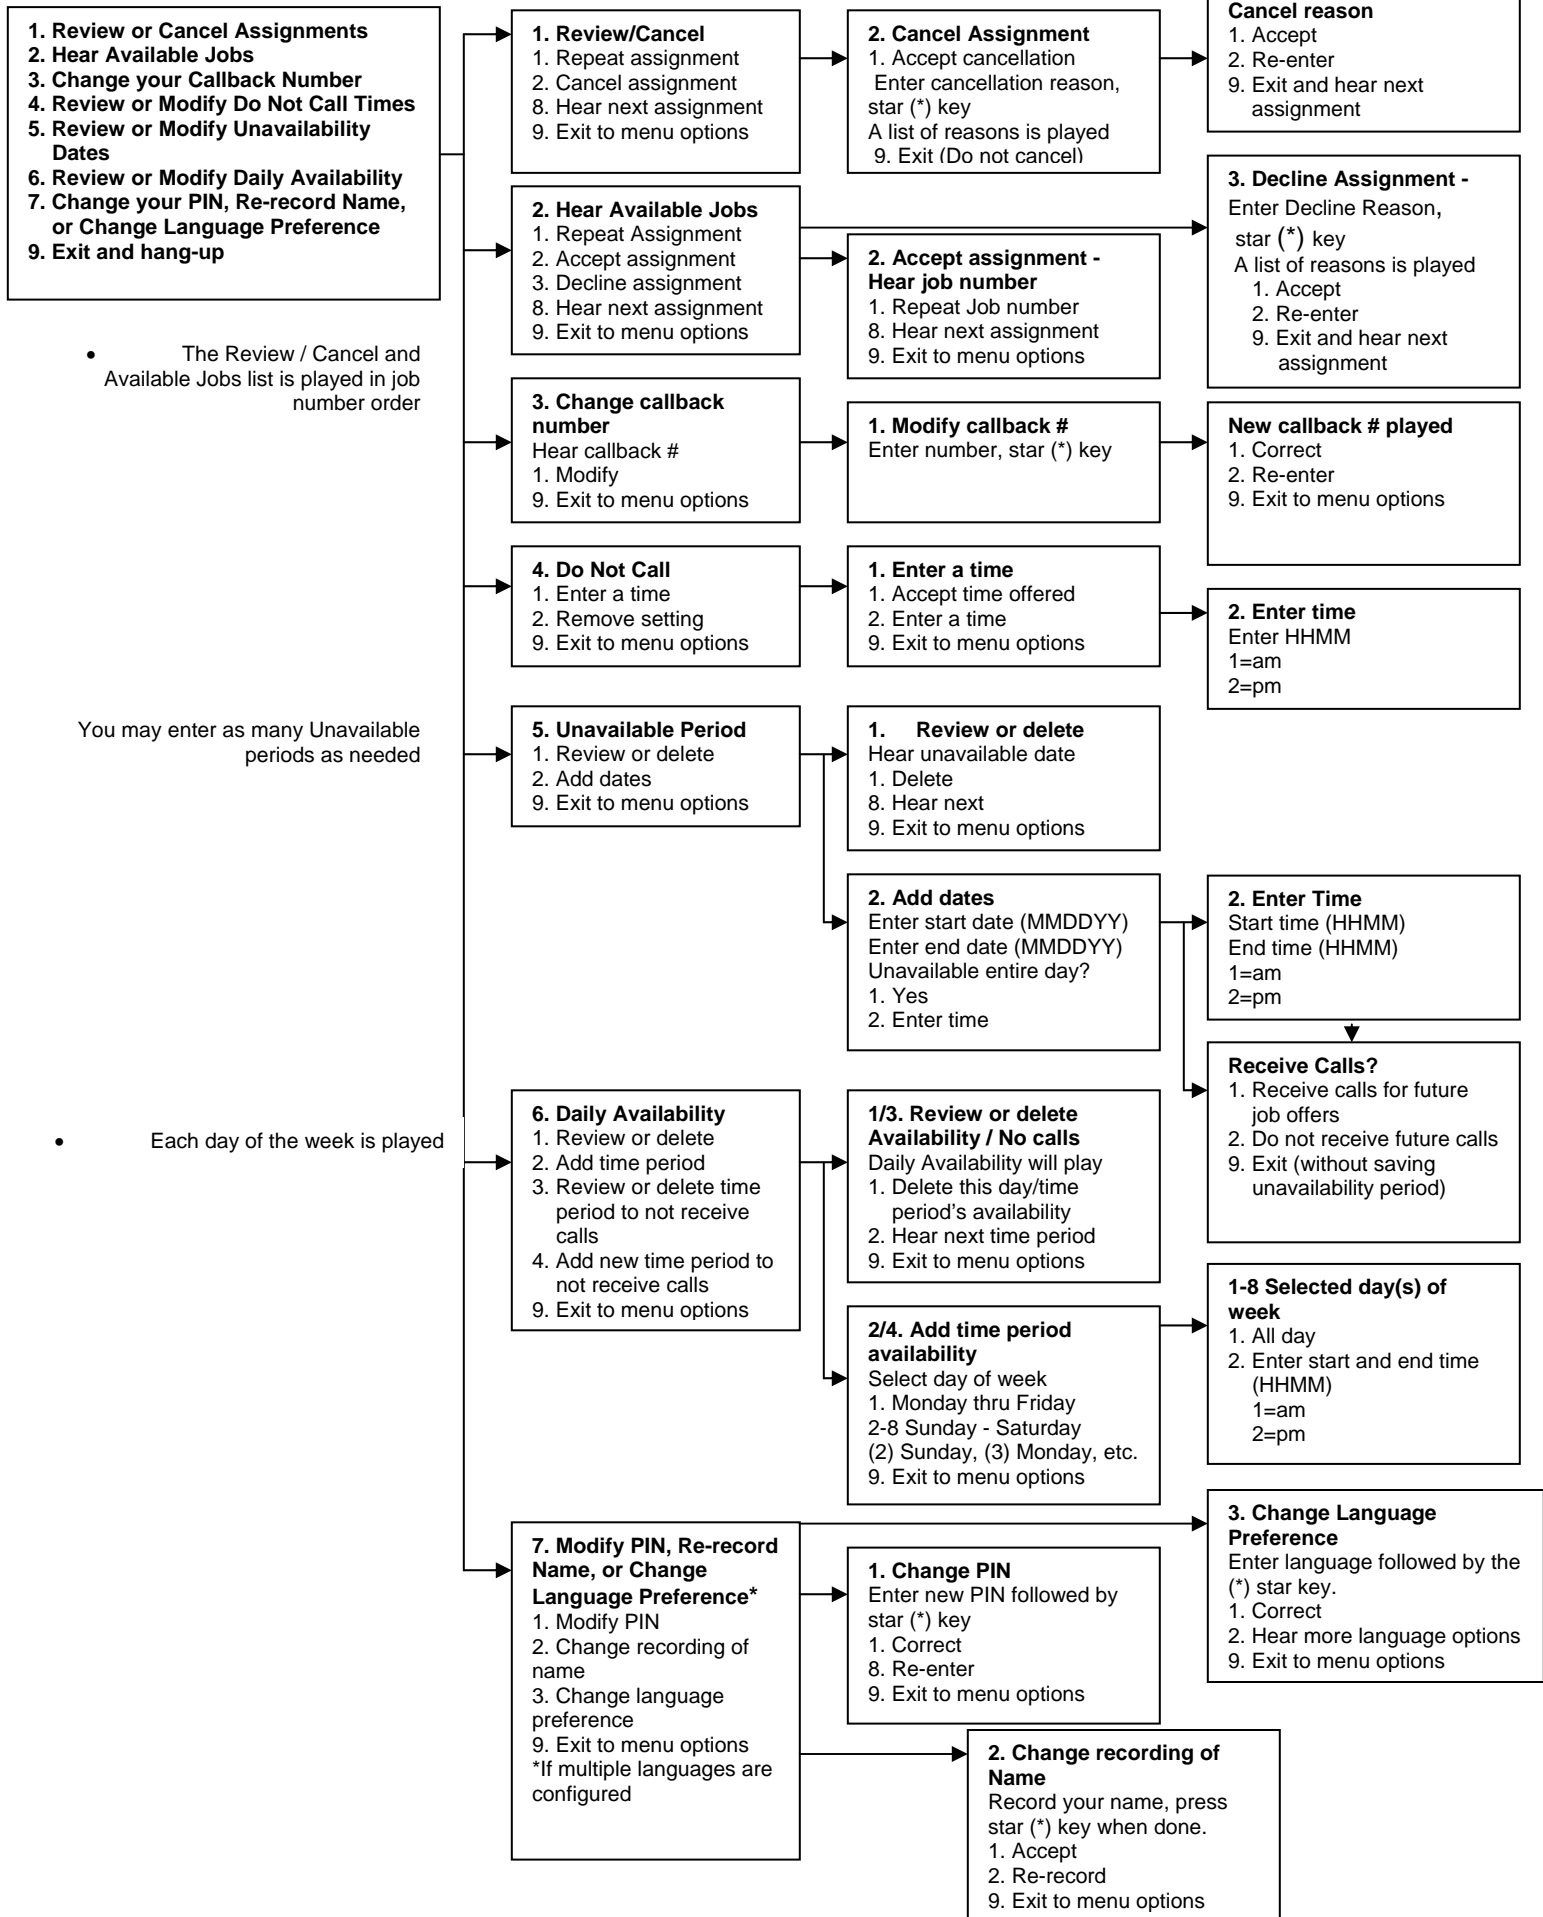 1. Review or Cancel Assignments
2. Hear Available Jobs
3. Change your Callback Number
4. Review or Modify Do Not Call Times
5. Review or Modify Unavailability
Dates
6. Review or Modify Daily Availability
7. Change your PIN, Re-record Name,
or Change Language Preference
9. Exit and hang-up
1. Review/Cancel
1. Repeat assignment
2. Cancel assignment
8. Hear next assignment
9. Exit to menu options
2. Cancel Assignment
1. Accept cancellation
Enter cancellation reason,
star (*) key
A list of reasons is played
9. Exit (Do not cancel)
Cancel reason
1. Accept
2. Re-enter
9. Exit and hear next
assignment
2. Hear Available Jobs
1. Repeat Assignment
2. Accept assignment
3. Decline assignment
8. Hear next assignment
9. Exit to menu options
2. Accept assignment -
Hear job number
1. Repeat Job number
8. Hear next assignment
9. Exit to menu options
3. Decline Assignment -
Enter Decline Reason,
star (*) key
A list of reasons is played
1. Accept
2. Re-enter
9. Exit and hear next
assignment
• The Review / Cancel and
Available Jobs list is played in job
number order
3. Change callback
number
Hear callback #
1. Modify
9. Exit to menu options
1. Modify callback #
Enter number, star (*) key
New callback # played
1. Correct
2. Re-enter
9. Exit to menu options
4. Do Not Call
1. Enter a time
2. Remove setting
9. Exit to menu options
1. Enter a time
1. Accept time offered
2. Enter a time
9. Exit to menu options
2. Enter time
Enter HHMM
1=am
2=pm
You may enter as many Unavailable
periods as needed
5. Unavailable Period
1. Review or delete
2. Add dates
9. Exit to menu options
1. Review or delete
Hear unavailable date
1. Delete
8. Hear next
9. Exit to menu options
2. Add dates
Enter start date (MMDDYY)
Enter end date (MMDDYY)
Unavailable entire day?
1. Yes
2. Enter time
2. Enter Time
Start time (HHMM)
End time (HHMM)
1=am
2=pm
Receive Calls?
1. Receive calls for future
job offers
2. Do not receive future calls
9. Exit (without saving
unavailability period)
• Each day of the week is played
6. Daily Availability
1. Review or delete
2. Add time period
3. Review or delete time
period to not receive
calls
4. Add new time period to
not receive calls
9. Exit to menu options
1/3. Review or delete
Availability / No calls
Daily Availability will play
1. Delete this day/time
period's availability
2. Hear next time period
9. Exit to menu options
2/4. Add time period
availability
Select day of week
1. Monday thru Friday
2-8 Sunday - Saturday
(2) Sunday, (3) Monday, etc.
9. Exit to menu options
1-8 Selected day(s) of
week
1. All day
2. Enter start and end time
(HHMM)
1=am
2=pm
7. Modify PIN, Re-record
Name, or Change
Language Preference*
1. Modify PIN
2. Change recording of
name
3. Change language
preference
9. Exit to menu options
*If multiple languages are
configured
1. Change PIN
Enter new PIN followed by
star (*) key
1. Correct
8. Re-enter
9. Exit to menu options
3. Change Language
Preference
Enter language followed by the
(*) star key.
1. Correct
2. Hear more language options
9. Exit to menu options
2. Change recording of
Name
Record your name, press
star (*) key when done.
1. Accept
2. Re-record
9. Exit to menu options